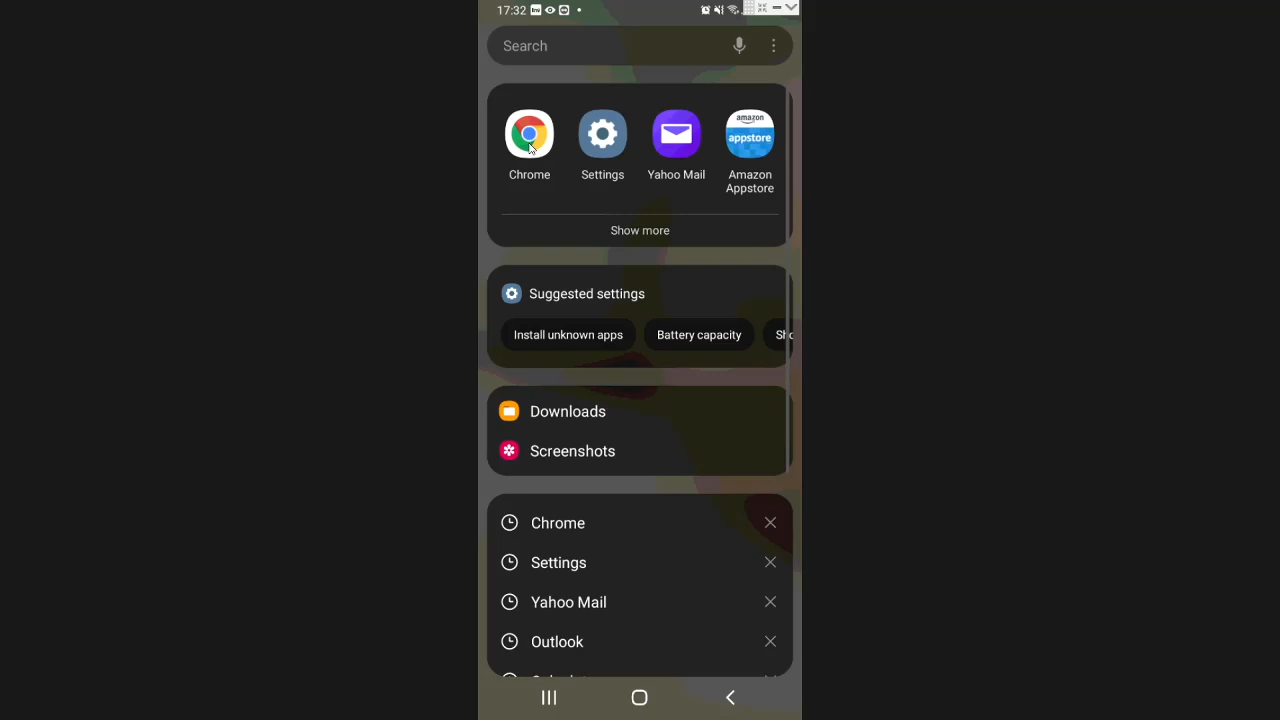 17:32
Search
amazon
appstore
Chrome
Settings
Yahoo Mail
Amazon
Appstore
Show more
Suggested settings
Install unknown apps
Battery capacity
Downloads
Screenshots
Chrome
Settings
Yahoo Mail
Outlook